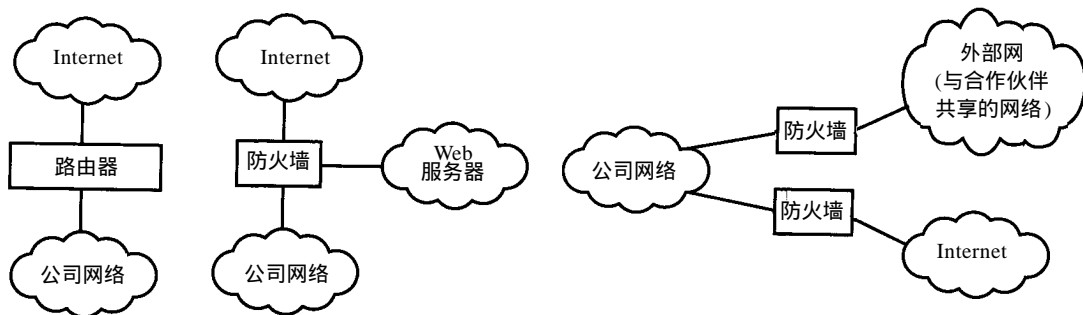 Internet
路由器
公司网络
Internet
防火墙
Web
服务器
公司网络
公司网络
防火墙
外部网
(与合作伙伴
共享的网络)
防火墙
Internet